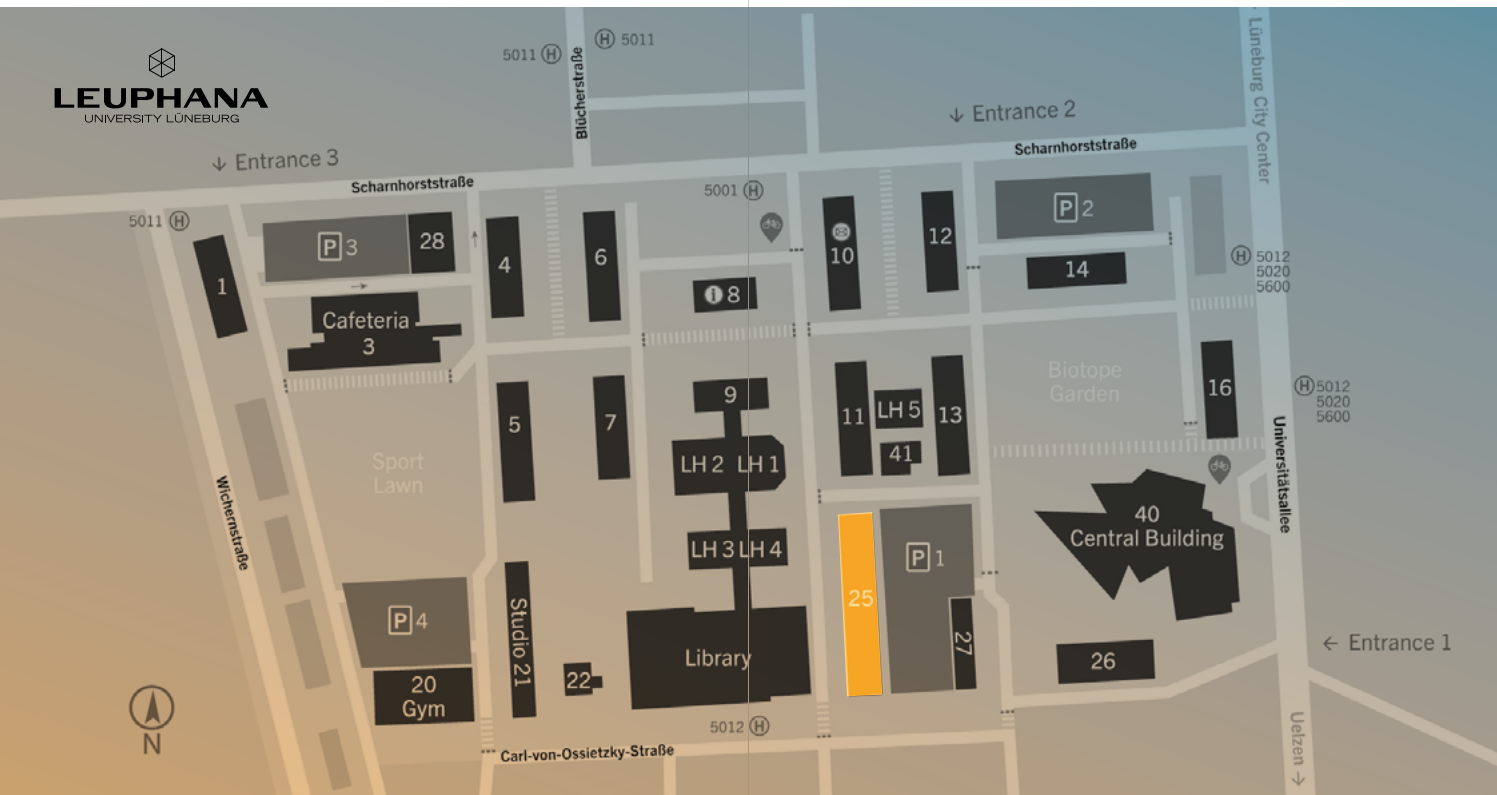 LEUPHANA
UNIVERSITY LÜNEBURG
5011 H
H 5011
Blücherstraße
↓ Entrance 2
Lüneburg City Center
↓ Entrance 3
Scharnhorststraße
Scharnhorststraße
5001 H
5011 H
P 3
28
4
6
10
12
P 2
1
i 8
14
H 5012
5020
5600
Cafeteria
3
5
7
9
11
LH 5
13
41
Biotope
Garden
16
H 5012
5020
5600
Sport
Lawn
LH 2
LH 1
Wichernstraße
Universitätsallee
40
Central Building
LH 3
LH 4
P 1
25
P 4
Studio 21
27
Library
22
26
← Entrance 1
20
Gym
N
5012 H
Carl-von-Ossietzky-Straße
Uelzen →